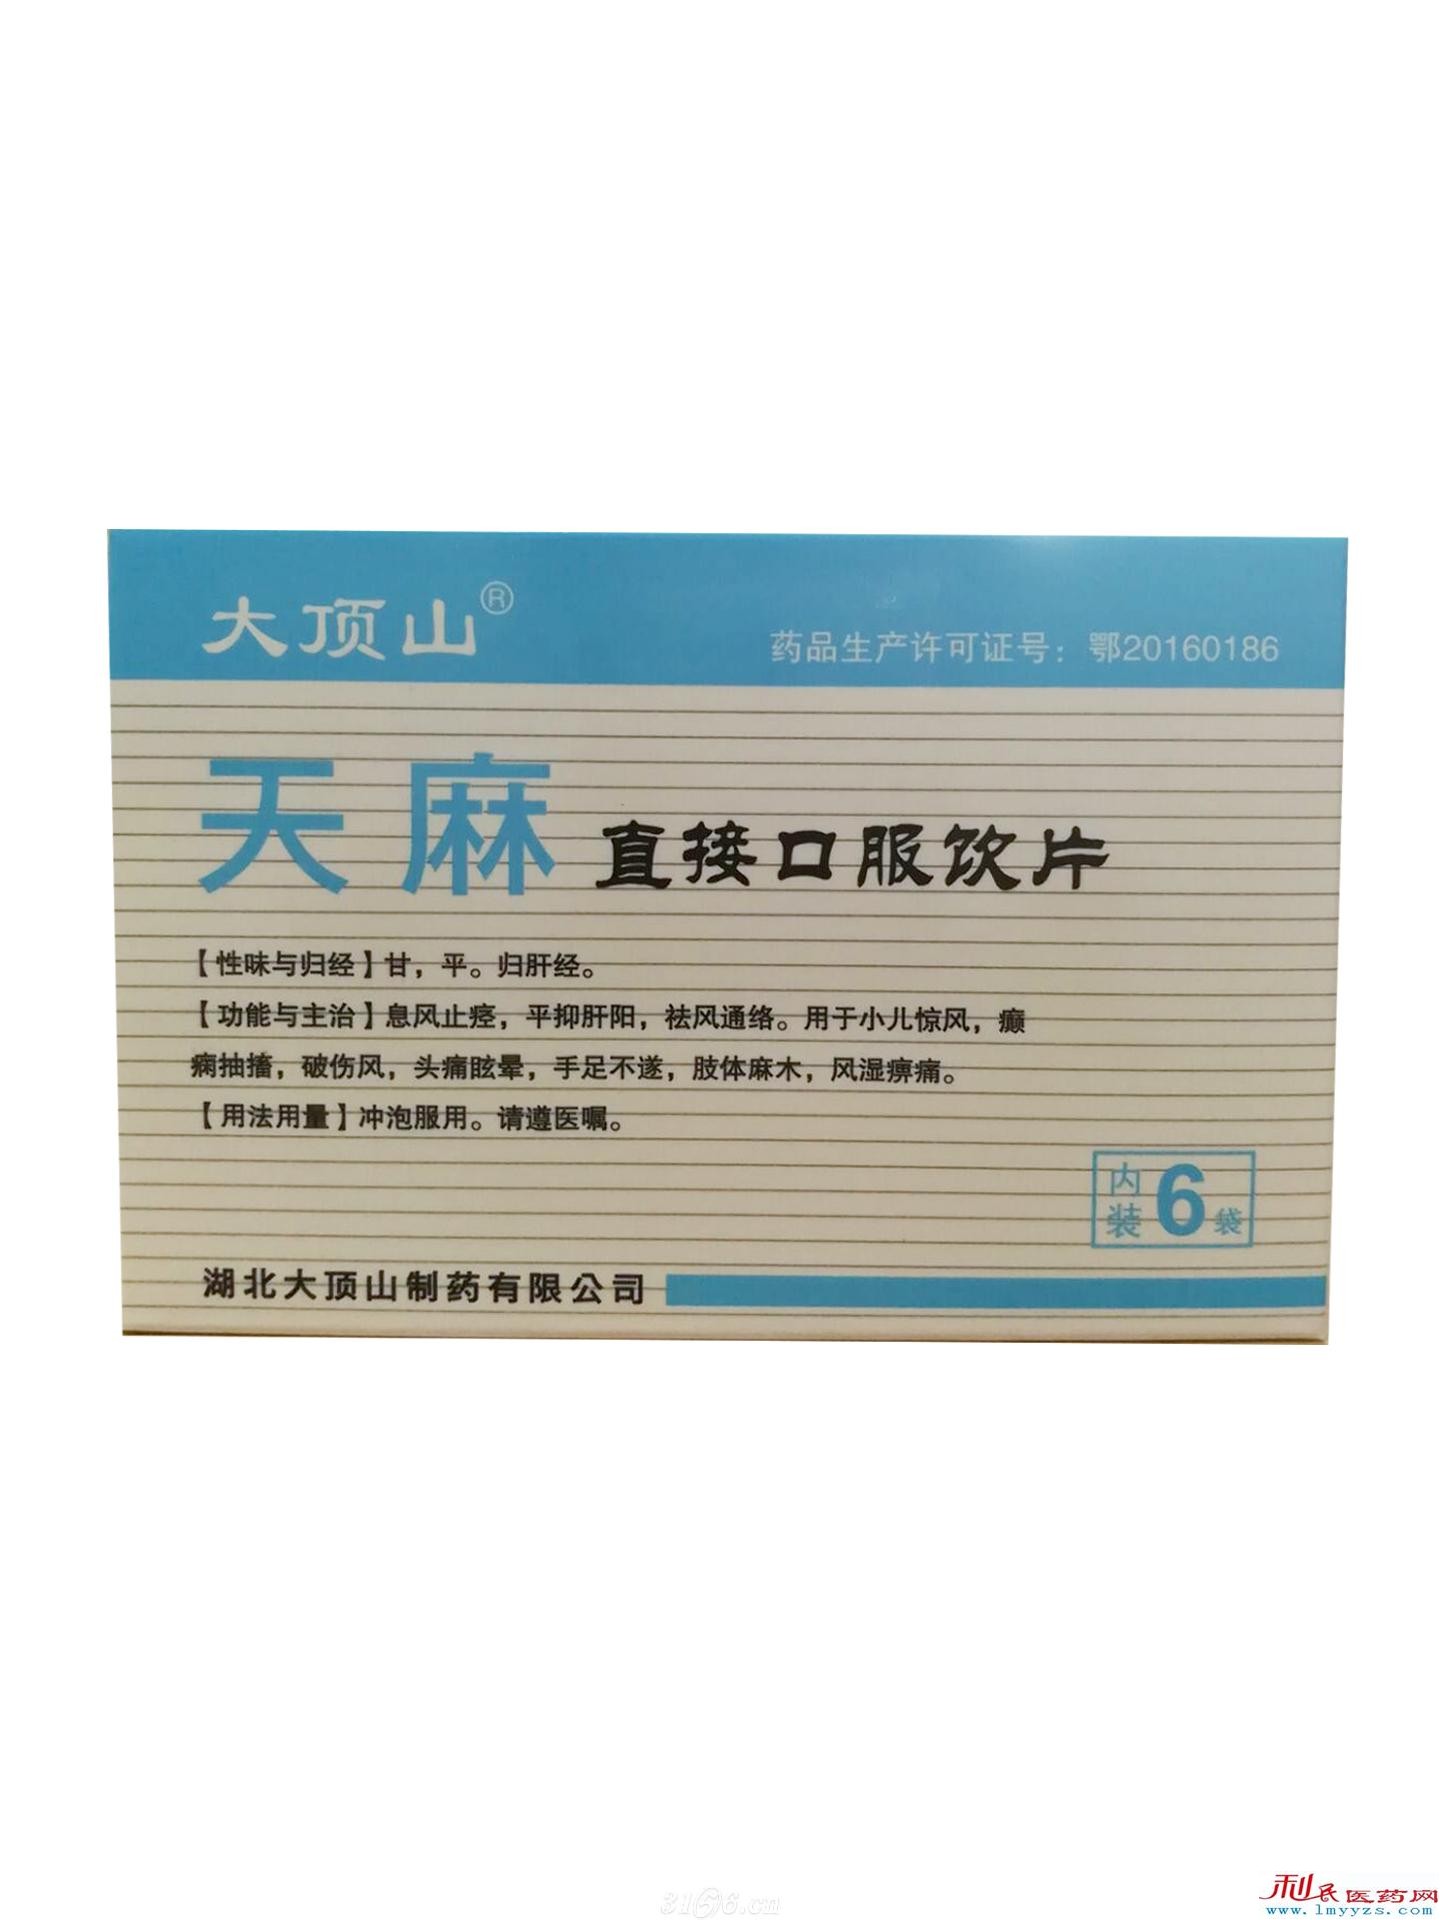 大顶山®
药品生产许可证号：鄂20160186
天麻 直接口服饮片
【性味与归经】甘，平。归肝经。
【功能与主治】息风止痉，平抑肝阳，祛风通络。用于小儿惊风，癫
痫抽搐，破伤风，头痛眩晕，手足不遂，肢体麻木，风湿痹痛。
【用法用量】冲泡服用。请遵医嘱。
内装6袋
湖北大顶山制药有限公司
3156.cn
利民医药网
www.lmyyzs.com